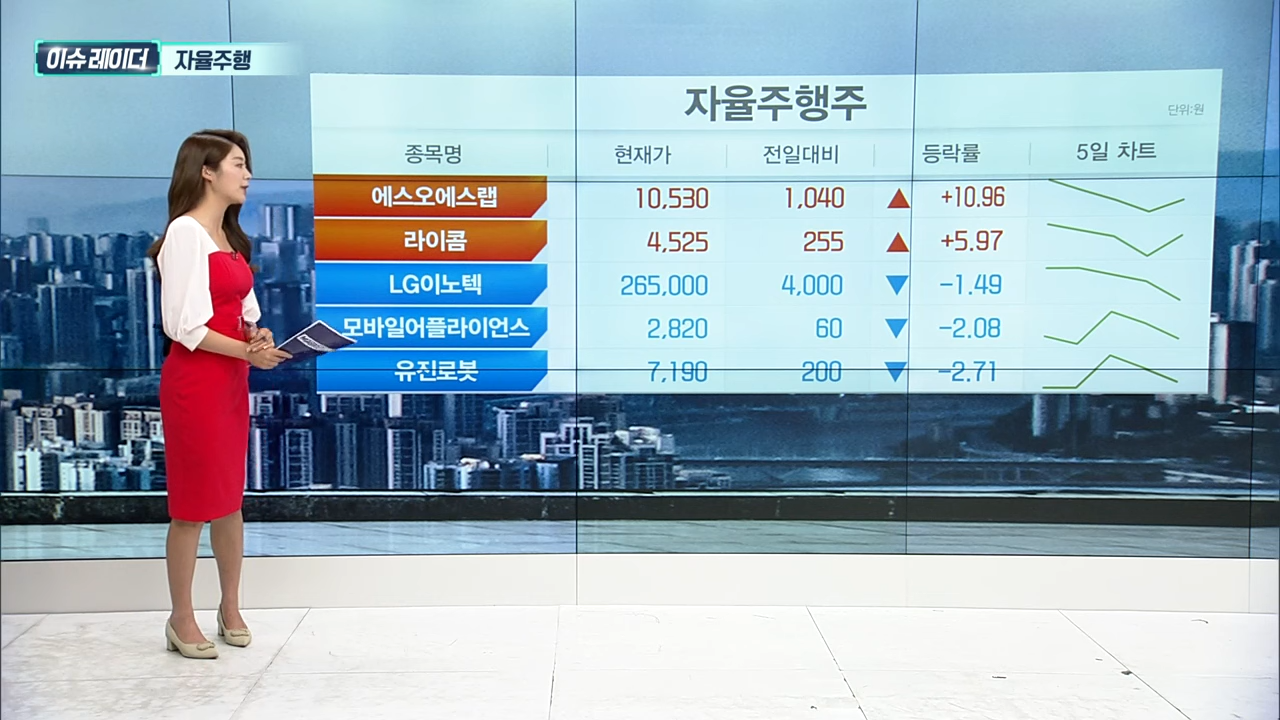 이슈 레이더 자율주행
자율주행주
단위:원
종목명 현재가 전일대비 등락률 5일 차트
에스오에스랩 10,530 1,040 ▲ +10.96
라이콤 4,525 255 ▲ +5.97
LG이노텍 265,000 4,000 ▼ -1.49
모바일어플라이언스 2,820 60 ▼ -2.08
유진로봇 7,190 200 ▼ -2.71